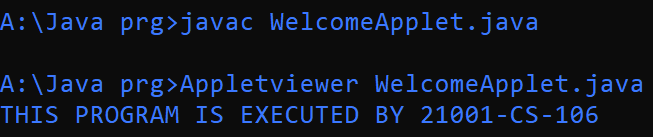 A:\Java prg>javac WelcomeApplet.java
A:\Java prg>Appletviewer WelcomeApplet.java
THIS PROGRAM IS EXECUTED BY 21001-CS-106